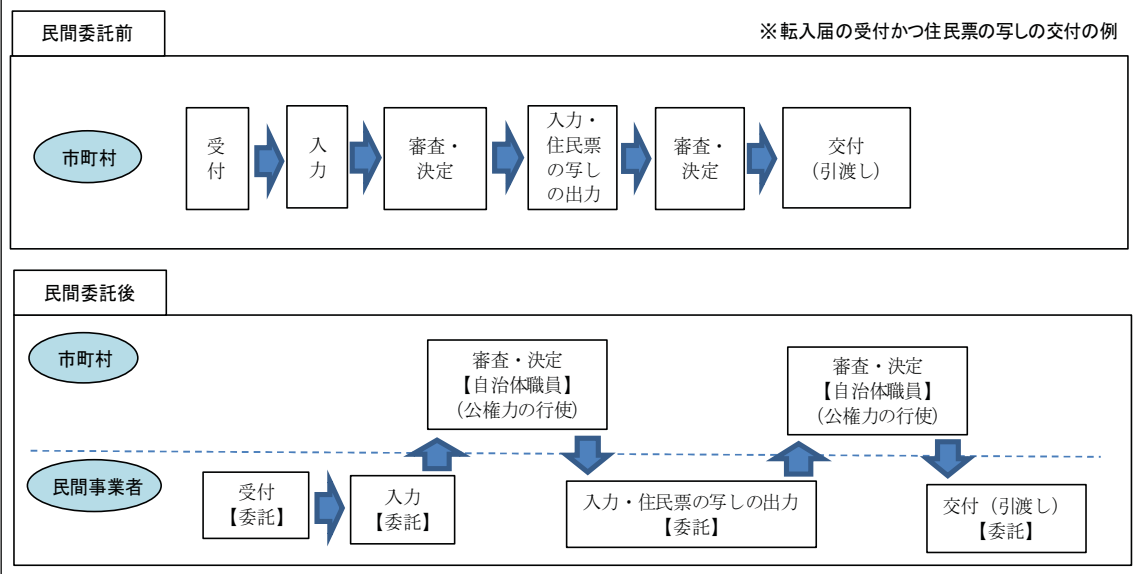 民間委託前
※転入届の受付かつ住民票の写しの交付の例
市町村
受
付
入
力
審査・
決定
入力・
住民票
の写し
の出力
審査・
決定
交付
（引渡し）
民間委託後
市町村
審査・決定
【自治体職員】
（公権力の行使）
審査・決定
【自治体職員】
（公権力の行使）
民間事業者
受付
【委託】
入力
【委託】
入力・住民票の写しの出力
【委託】
交付（引渡し）
【委託】